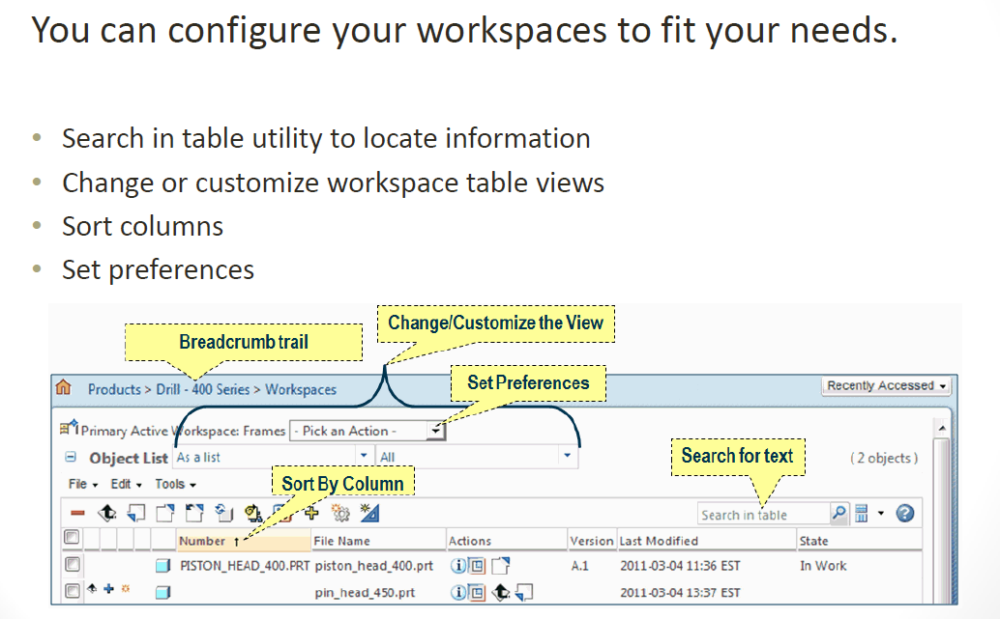 You can configure your workspaces to fit your needs.
• Search in table utility to locate information
• Change or customize workspace table views
• Sort columns
• Set preferences
Change/Customize the View
Breadcrumb trail
Set Preferences
Products > Drill - 400 Series > Workspaces
Recently Accessed
Primary Active Workspace: Frames - Pick an Action -
Object List As a list All
Search for text
(2 objects)
Sort By Column
File Edit Tools
Search in table
Number ↑ File Name Actions Version Last Modified State
PISTON_HEAD_400.PRT piston_head_400.prt A.1 2011-03-04 11:36 EST In Work
pin_head_450.prt 2011-03-04 13:37 EST